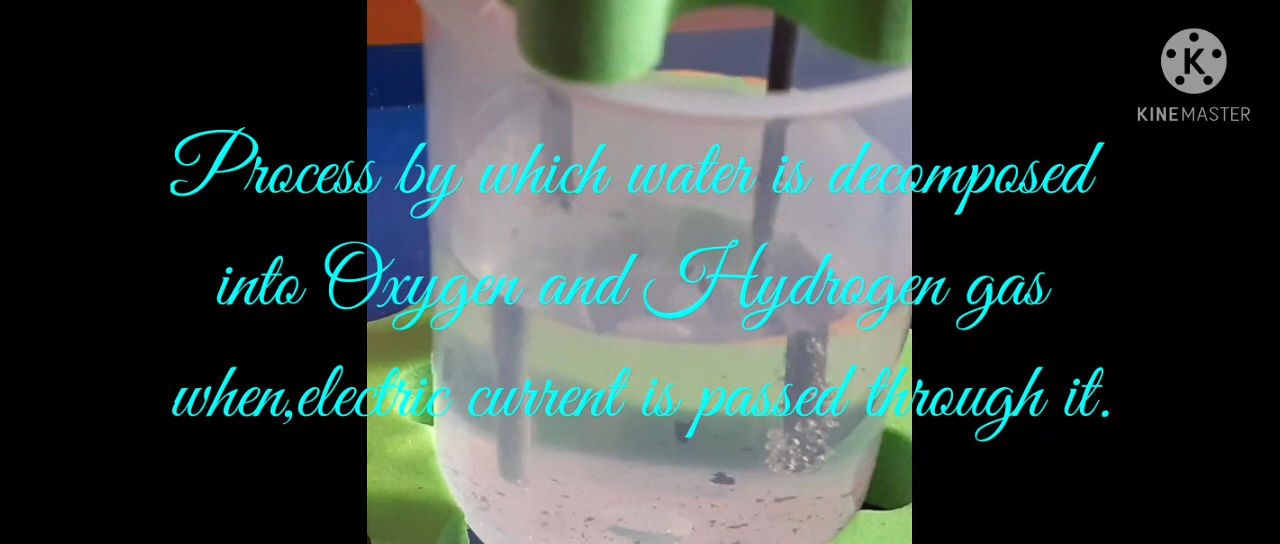 K
KINEMASTER
Process by which water is decomposed
into Oxygen and Hydrogen gas
when,electric current is passed through it.